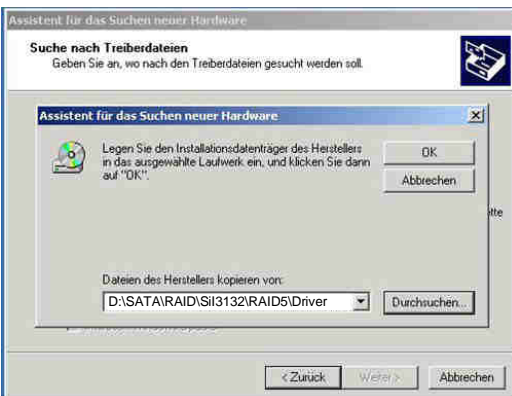 Assistent für das Suchen neuer Hardware
Suche nach Treiberdateien
Geben Sie an, wo nach den Treiberdateien gesucht werden soll.
Assistent für das Suchen neuer Hardware
Legen Sie den Installationsdatenträger des Herstellers
in das ausgewählte Laufwerk ein, und klicken Sie dann
auf "OK".
OK
Abbrechen
Dateien des Herstellers kopieren von:
D:\SATA\RAID\SiI3132\RAID5\Driver
Durchsuchen...
< Zurück
Weiter >
Abbrechen